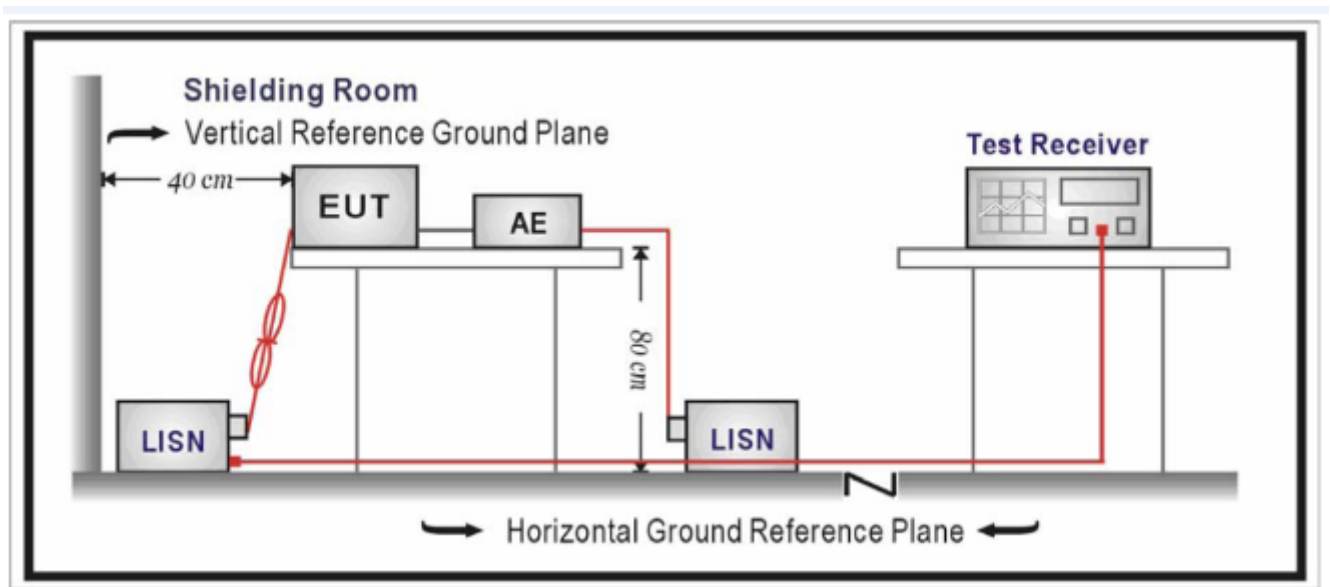 Shielding Room
Vertical Reference Ground Plane
Test Receiver
40 cm
EUT
AE
80 cm
LISN
LISN
Horizontal Ground Reference Plane